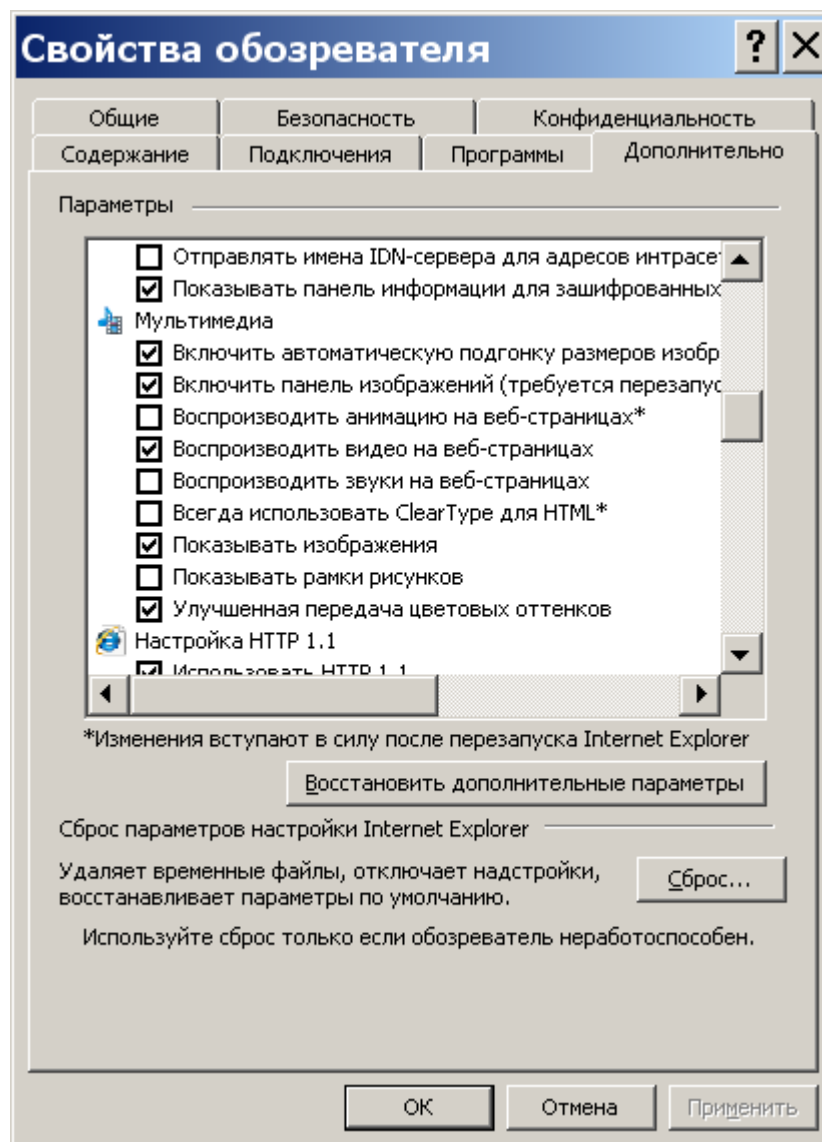 Свойства обозревателя
Общие Безопасность Конфиденциальность
Содержание Подключения Программы Дополнительно
Параметры
Отправлять имена IDN-сервера для адресов интрасе
Показывать панель информации для зашифрованных
Мультимедиа
Включить автоматическую подгонку размеров изобр
Включить панель изображений (требуется перезапус
Воспроизводить анимацию на веб-страницах*
Воспроизводить видео на веб-страницах
Воспроизводить звуки на веб-страницах
Всегда использовать ClearType для HTML*
Показывать изображения
Показывать рамки рисунков
Улучшенная передача цветовых оттенков
Настройка HTTP 1.1
Использовать HTTP 1.1
*Изменения вступают в силу после перезапуска Internet Explorer
Восстановить дополнительные параметры
Сброс параметров настройки Internet Explorer
Удаляет временные файлы, отключает надстройки,
восстанавливает параметры по умолчанию.
Сброс...
Используйте сброс только если обозреватель неработоспособен.
ОК Отмена Применить